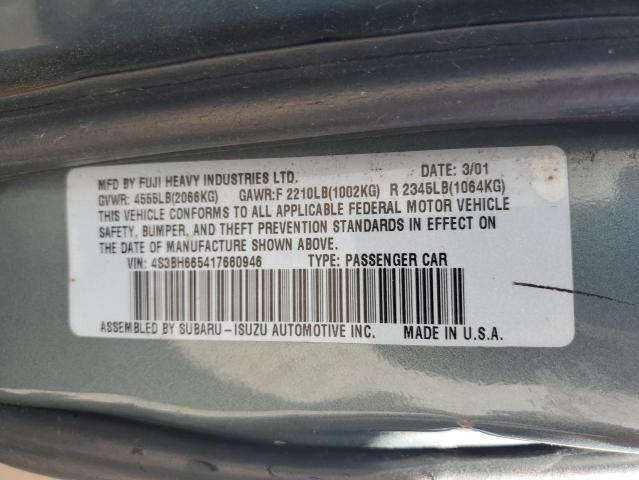 MFD BY FUJI HEAVY INDUSTRIES LTD. DATE: 3/01
GVWR: 4555LB(2066KG) GAWR:F 2210LB(1002KG) R 2345LB(1064KG)
THIS VEHICLE CONFORMS TO ALL APPLICABLE FEDERAL MOTOR VEHICLE
SAFETY, BUMPER, AND THEFT PREVENTION STANDARDS IN EFFECT ON
THE DATE OF MANUFACTURE SHOWN ABOVE.
VIN: 4S3BH665417660946 TYPE: PASSENGER CAR
ASSEMBLED BY SUBARU-ISUZU AUTOMOTIVE INC. MADE IN U.S.A.